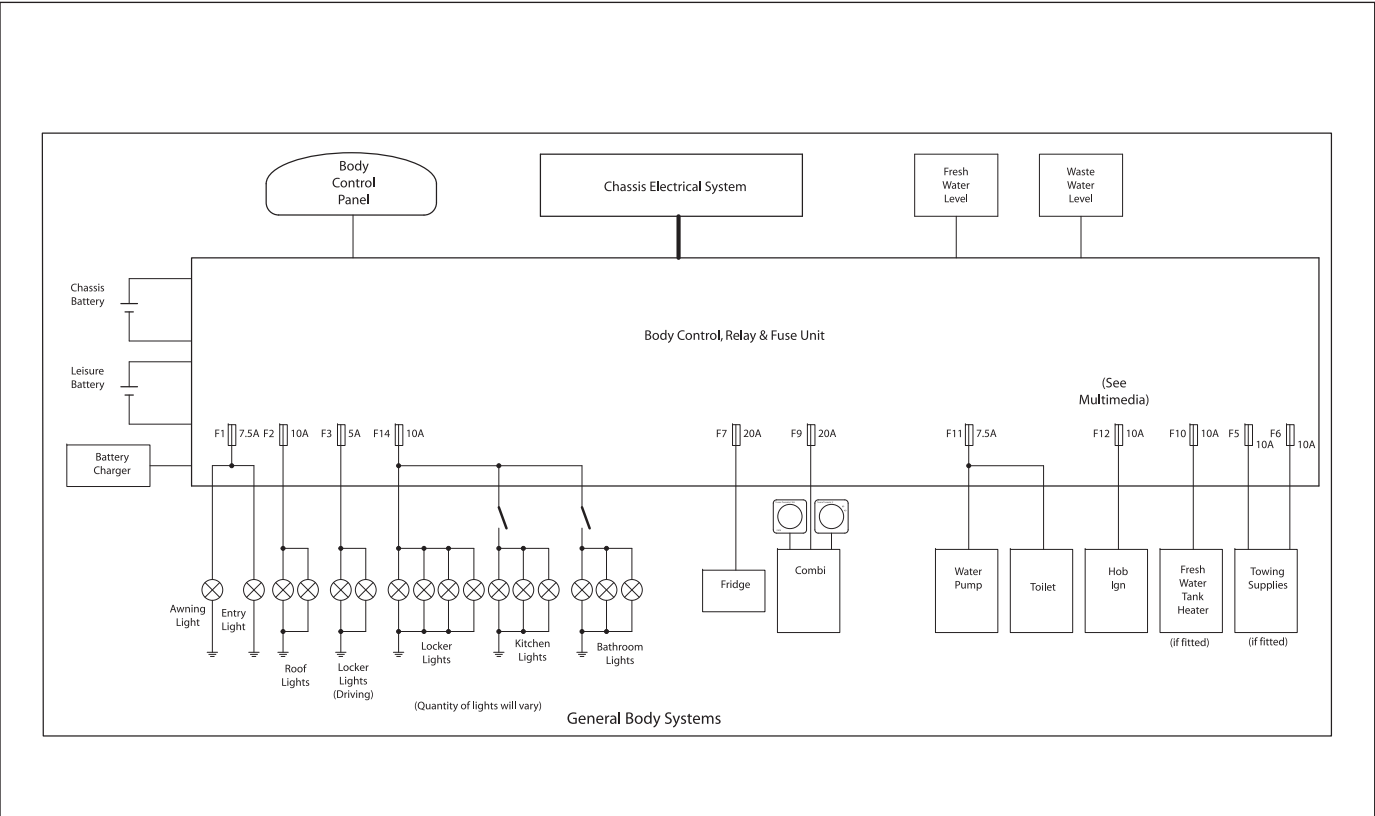 Body
Control
Panel
Chassis Electrical System
Fresh
Water
Level
Waste
Water
Level
Chassis
Battery
Body Control, Relay & Fuse Unit
Leisure
Battery
(See
Multimedia)
F1 7.5A F2 10A F3 5A F14 10A F7 20A F9 20A F11 7.5A F12 10A F10 10A F5 10A F6 10A
Battery
Charger
Awning
Light
Entry
Light
Roof
Lights
Locker
Lights
(Driving)
Locker
Lights
Kitchen
Lights
Bathroom
Lights
Fridge
Combi
Water
Pump
Toilet
Hob
Ign
Fresh
Water
Tank
Heater
(if fitted)
Towing
Supplies
(if fitted)
(Quantity of lights will vary)
General Body Systems